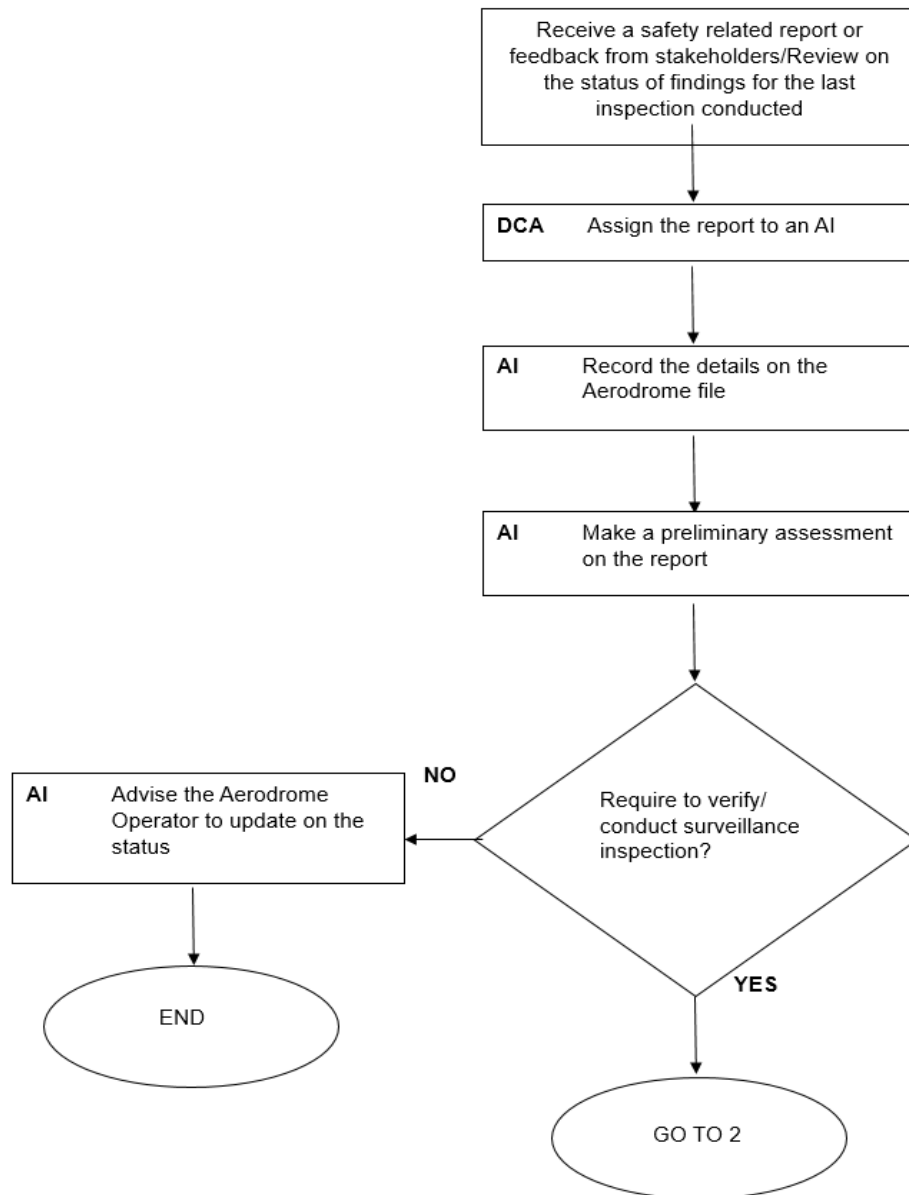 Receive a safety related report or
feedback from stakeholders/Review on
the status of findings for the last
inspection conducted
DCA Assign the report to an AI
AI Record the details on the
Aerodrome file
AI Make a preliminary assessment
on the report
NO
Require to verify/
conduct surveillance
inspection?
AI Advise the Aerodrome
Operator to update on the
status
YES
END
GO TO 2